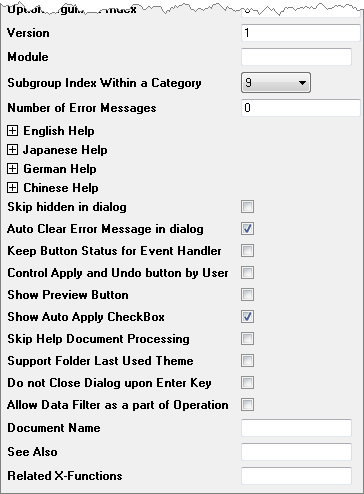 Version 1
Module
Subgroup Index Within a Category 9
Number of Error Messages 0
English Help
Japanese Help
German Help
Chinese Help
Skip hidden in dialog
Auto Clear Error Message in dialog
Keep Button Status for Event Handler
Control Apply and Undo button by User
Show Preview Button
Show Auto Apply CheckBox
Skip Help Document Processing
Support Folder Last Used Theme
Do not Close Dialog upon Enter Key
Allow Data Filter as a part of Operation
Document Name
See Also
Related X-Functions